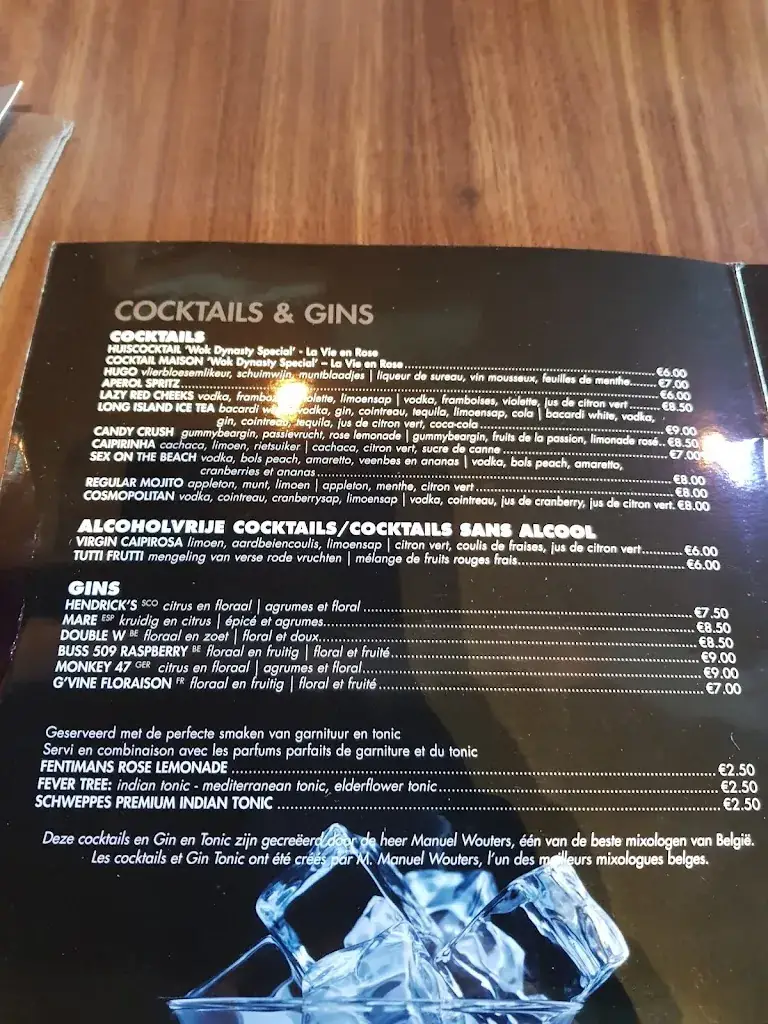 COCKTAILS & GINS
COCKTAILS
HUISCOCKTAIL 'Wok Dynasty Special' - La Vie en Rose
COCKTAIL MAISON 'Wok Dynasty Special' – La Vie en Rose €6.00
HUGO vlierbloesemlikeur, schuimwijn, muntblaadjes | liqueur de sureau, vin mousseux, feuilles de menthe €7.00
APEROL SPRITZ €6.00
LAZY RED CHEEKS vodka, limoensap | vodka, framboises, violette, jus de citron vert €8.50
LONG ISLAND ICE TEA bacardi vodka, gin, cointreau, tequila, limoensap, cola | bacardi white, vodka,
gin, cointreau, tequila, jus de citron vert, coca-cola €9.00
CANDY CRUSH gummybeargin, passievrucht, rose lemonade | gummybeargin, fruits de la passion, limonade rosé €8.50
CAIPIRINHA cachaca, limoen, rietsuiker | cachaca, citron vert, sucre de canne €7.00
SEX ON THE BEACH vodka, bols peach, amaretto, veenbes en ananas | vodka, bols peach, amaretto,
cranberries et ananas €8.00
REGULAR MOJITO appleton, munt, limoen | appleton, menthe, citron vert €8.00
COSMOPOLITAN vodka, cointreau, cranberrysap, limoensap | vodka, cointreau, jus de cranberry, jus de citron vert. €8.00
ALCOHOLVRIJE COCKTAILS/COCKTAILS SANS ALCOOL
VIRGIN CAIPIROSA limoen, aardbeiencoulis, limoensap | citron vert, coulis de fraises, jus de citron vert €6.00
TUTTI FRUTTI mengeling van verse rode vruchten | mélange de fruits rouges frais €6.00
GINS
HENDRICK'S SCO citrus en floraal | agrumes et floral €7.50
MARE ESP kruidig en citrus | épicé et agrumes €8.50
DOUBLE W BE floraal en zoet | floral et doux €8.50
BUSS 509 RASPBERRY BE floraal en fruitig | floral et fruité €9.00
MONKEY 47 GER citrus en floraal | agrumes et floral €9.00
G'VINE FLORAISON FR floraal en fruitig | floral et fruité €7.00
Geserveerd met de perfecte smaken van garnituur en tonic
Servi en combinaison avec les parfums parfaits de garniture et du tonic
FENTIMANS ROSE LEMONADE €2.50
FEVER TREE: indian tonic - mediterranean tonic, elderflower tonic €2.50
SCHWEPPES PREMIUM INDIAN TONIC €2.50
Deze cocktails en Gin en Tonic zijn gecreëerd door de heer Manuel Wouters, één van de beste mixologen van België.
Les cocktails et Gin Tonic ont été créés par M. Manuel Wouters, l'un des meilleurs mixologues belges.